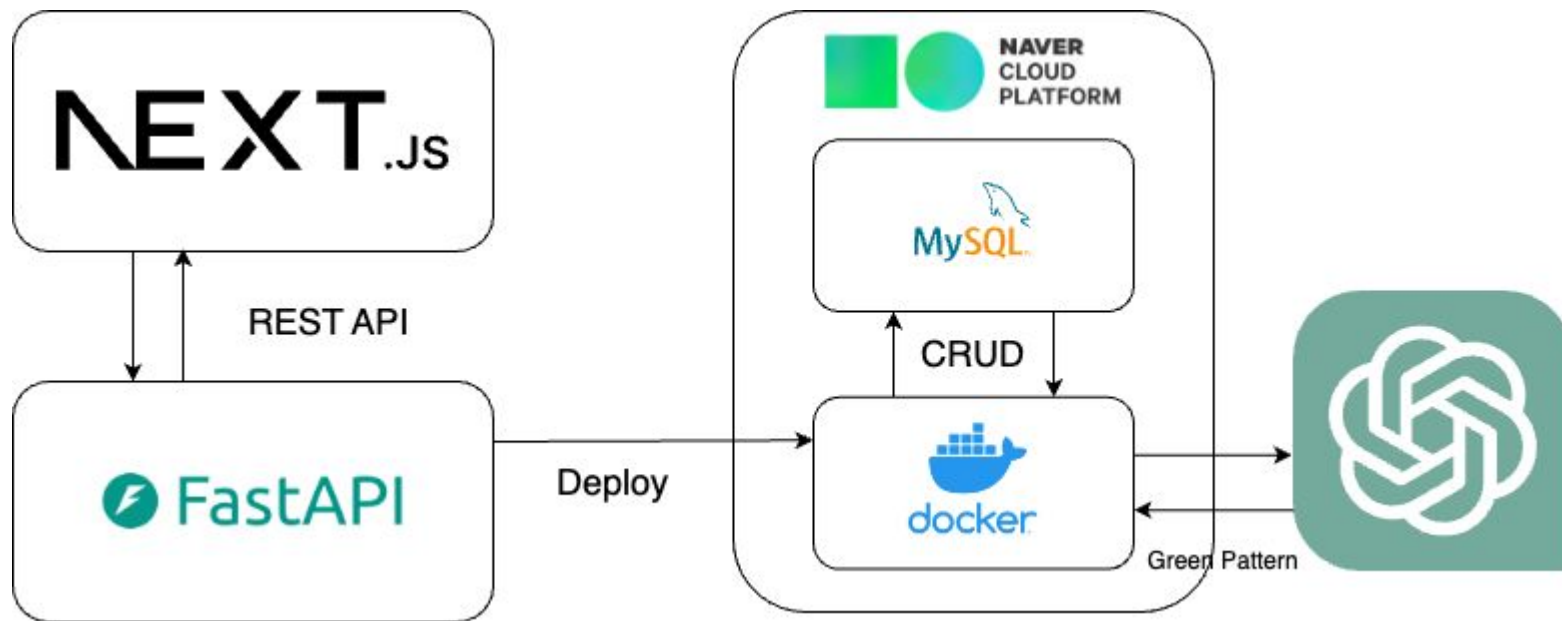 NEXT.JS
REST API
FastAPI
Deploy
NAVER
CLOUD
PLATFORM
MySQL
CRUD
docker
Green Pattern